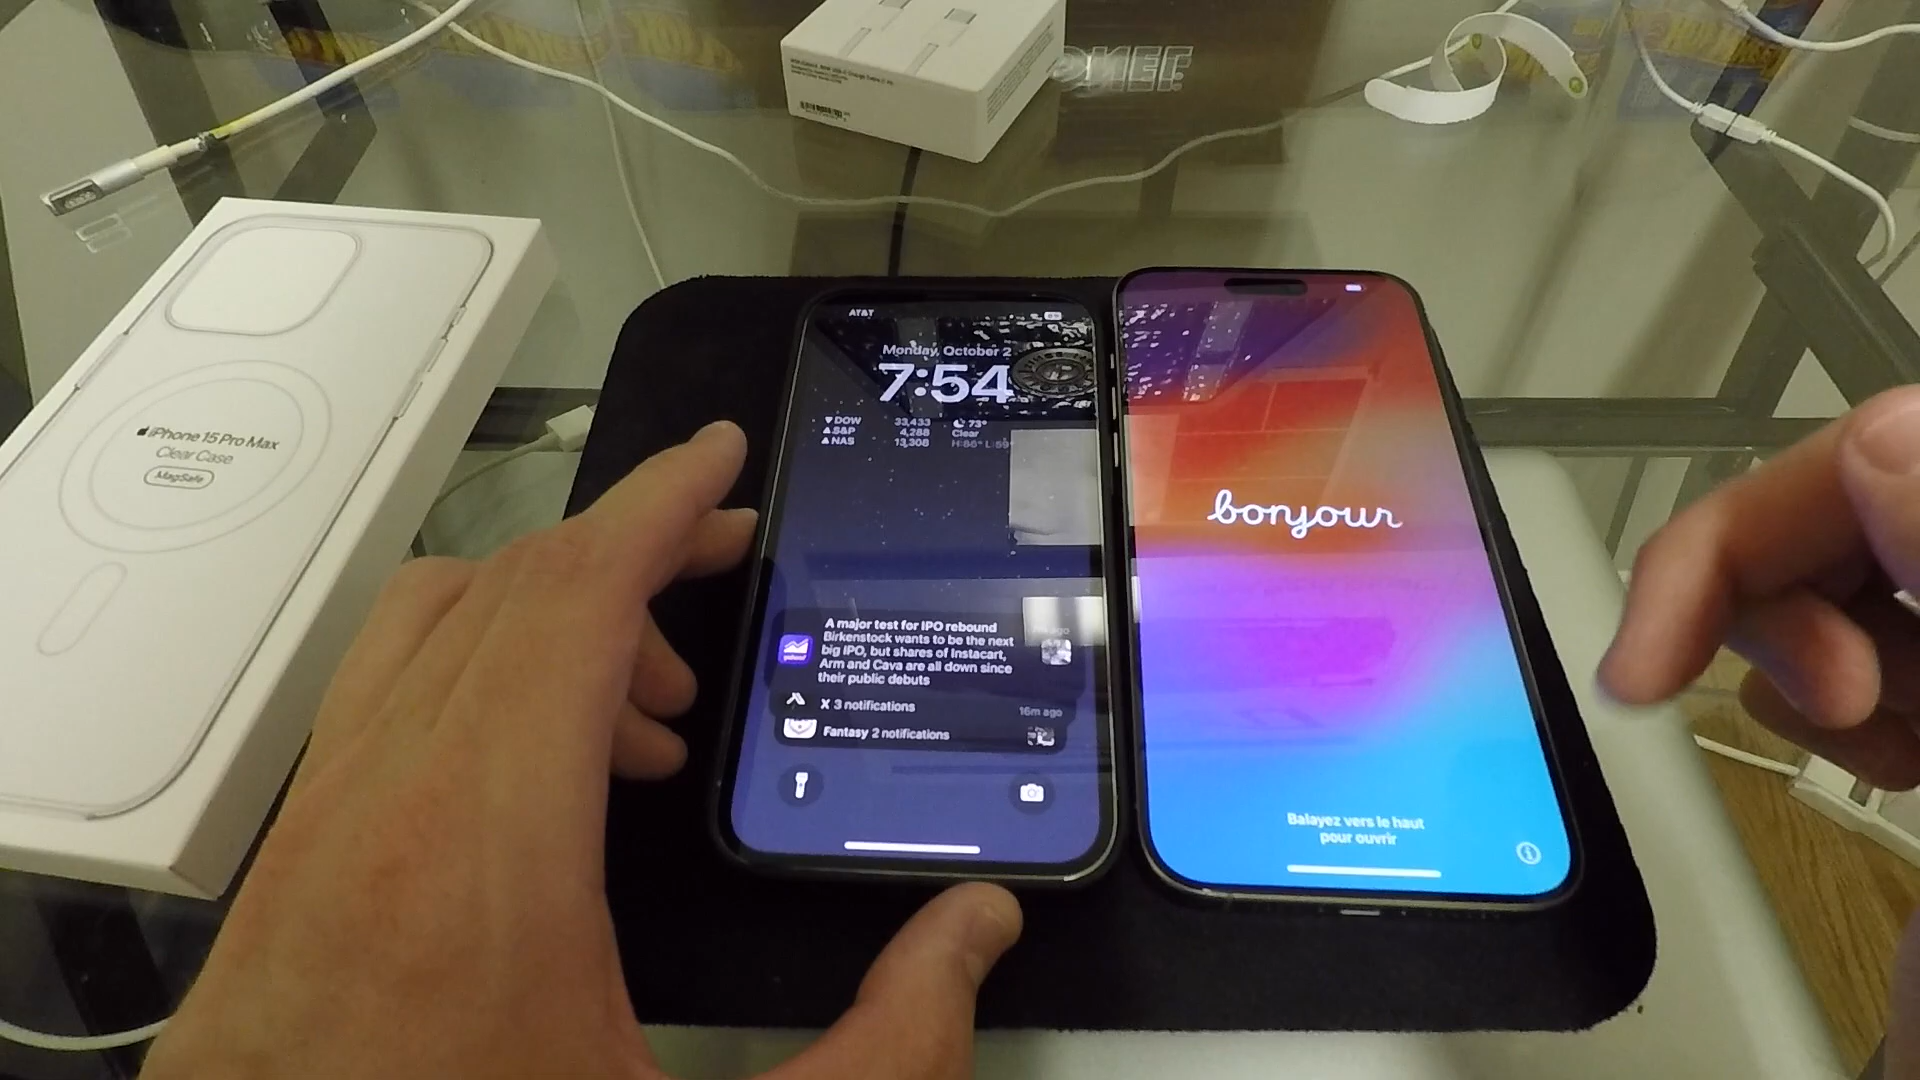 iPhone 15 Pro Max
Clear Case
MagSafe
AT&T
Monday, October 2
7:54
DOW 33,433
S&P 4,288
NAS 13,308
73°
Clear
A major test for IPO rebound
Birkenstock wants to be the next
big IPO, but shares of Instacart,
Arm and Cava are all down since
their public debuts
X 3 notifications
16m ago
Fantasy 2 notifications
bonjour
Balayez vers le haut
pour ouvrir